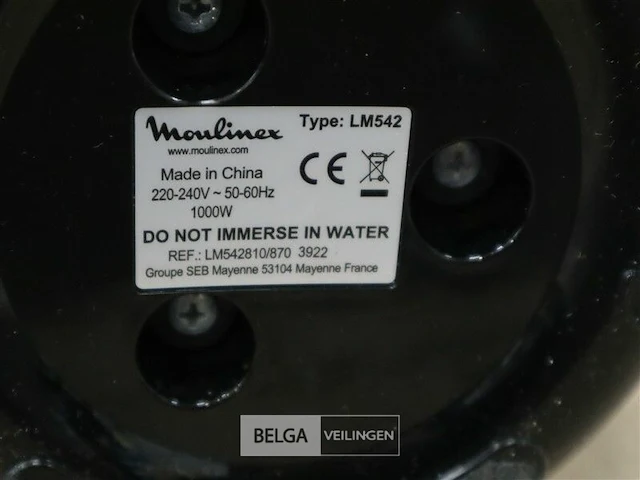 Moulinex Type: LM542
www.moulinex.com
Made in China
220-240V ~ 50-60Hz
1000W
CE
DO NOT IMMERSE IN WATER
REF.: LM542810/870 3922
Groupe SEB Mayenne 53104 Mayenne France
BELGA VEILINGEN